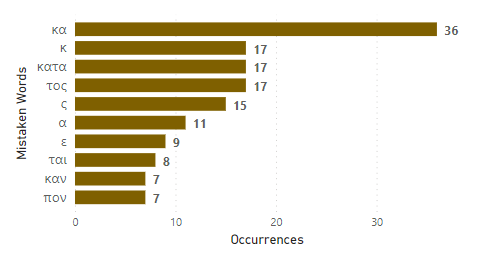 Mistaken Words
κα 36
κ 17
κατα 17
τος 17
ς 15
α 11
ε 9
ται 8
καν 7
πον 7
0 10 20 30
Occurrences